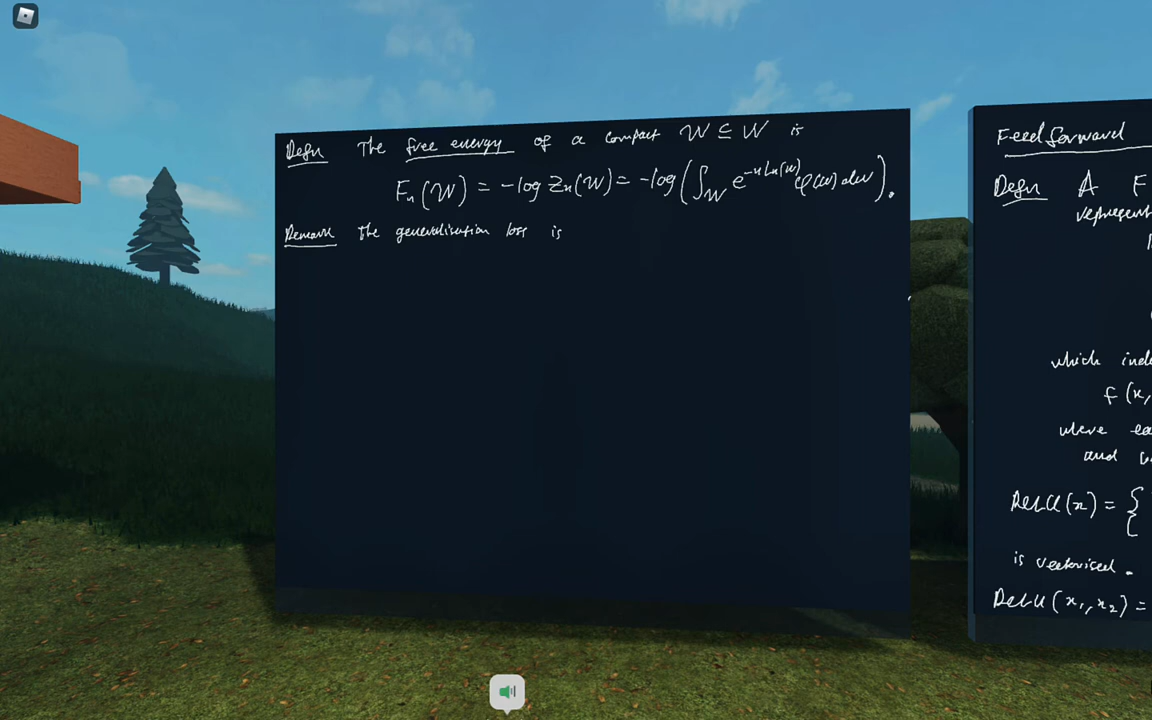 Defn The free energy of a compact 𝒲 ⊆ W is
Fₙ(𝒲) = -log Zₙ(𝒲) = -log(∫_𝒲 e^{-nLₙ(w)} φ(w) dw).
Remark The generalisation loss is
Feedforward
Defn A F
represent
which ind
f(x,
where ea
and
ReLU(x) = {
is vectorised.
ReLU(x₁, x₂) =